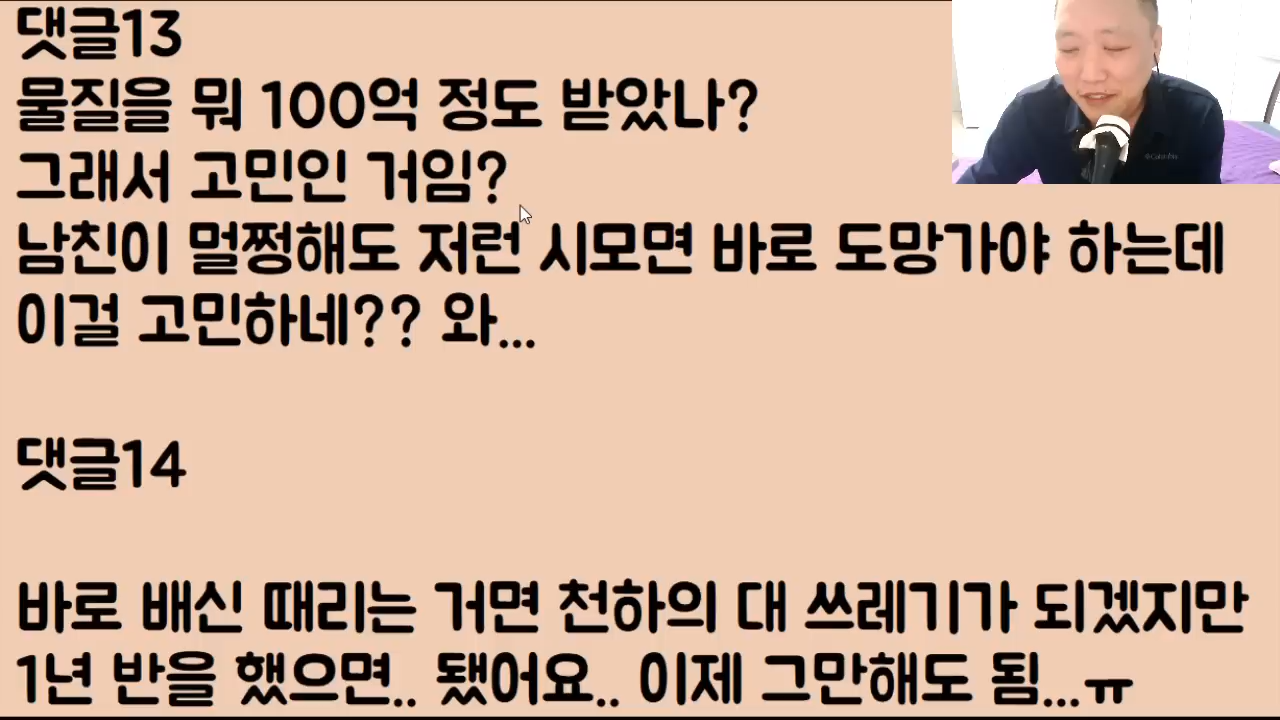 댓글13
물질을 뭐 100억 정도 받았나?
그래서 고민인 거임?
남친이 멀쩡해도 저런 시모면 바로 도망가야 하는데
이걸 고민하네?? 와...
댓글14
바로 배신 때리는 거면 천하의 대 쓰레기가 되겠지만
1년 반을 했으면.. 됐어요.. 이제 그만해도 됨...ㅠ
Columbia